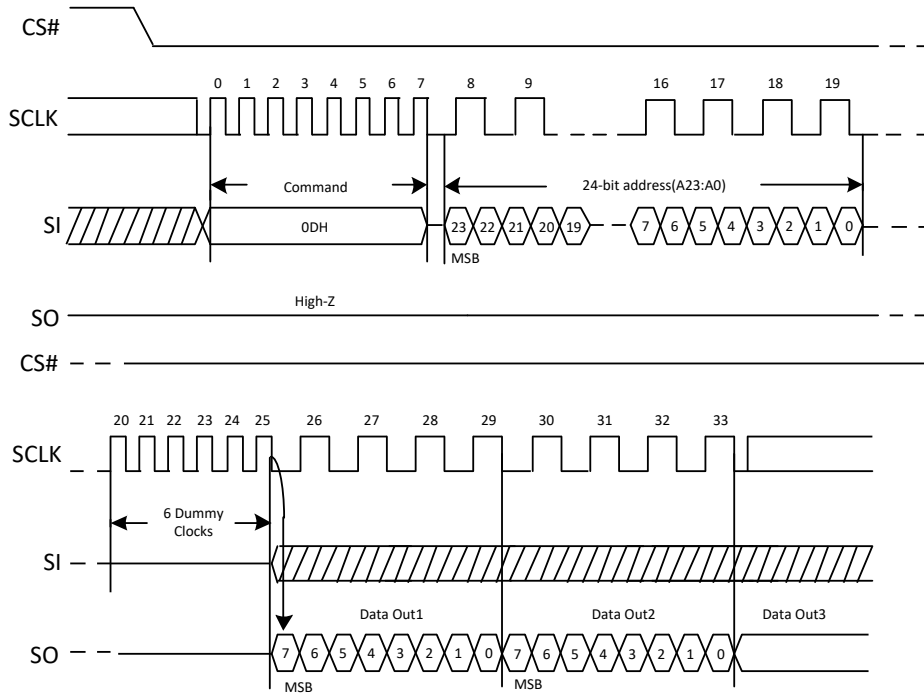 CS#
0 1 2 3 4 5 6 7 8 9 16 17 18 19
SCLK
Command 24-bit address(A23:A0)
SI 0DH 23 22 21 20 19 7 6 5 4 3 2 1 0
MSB
High-Z
SO
CS#
20 21 22 23 24 25 26 27 28 29 30 31 32 33
SCLK
6 Dummy
Clocks
SI
Data Out1 Data Out2 Data Out3
SO 7 6 5 4 3 2 1 0 7 6 5 4 3 2 1 0
MSB MSB